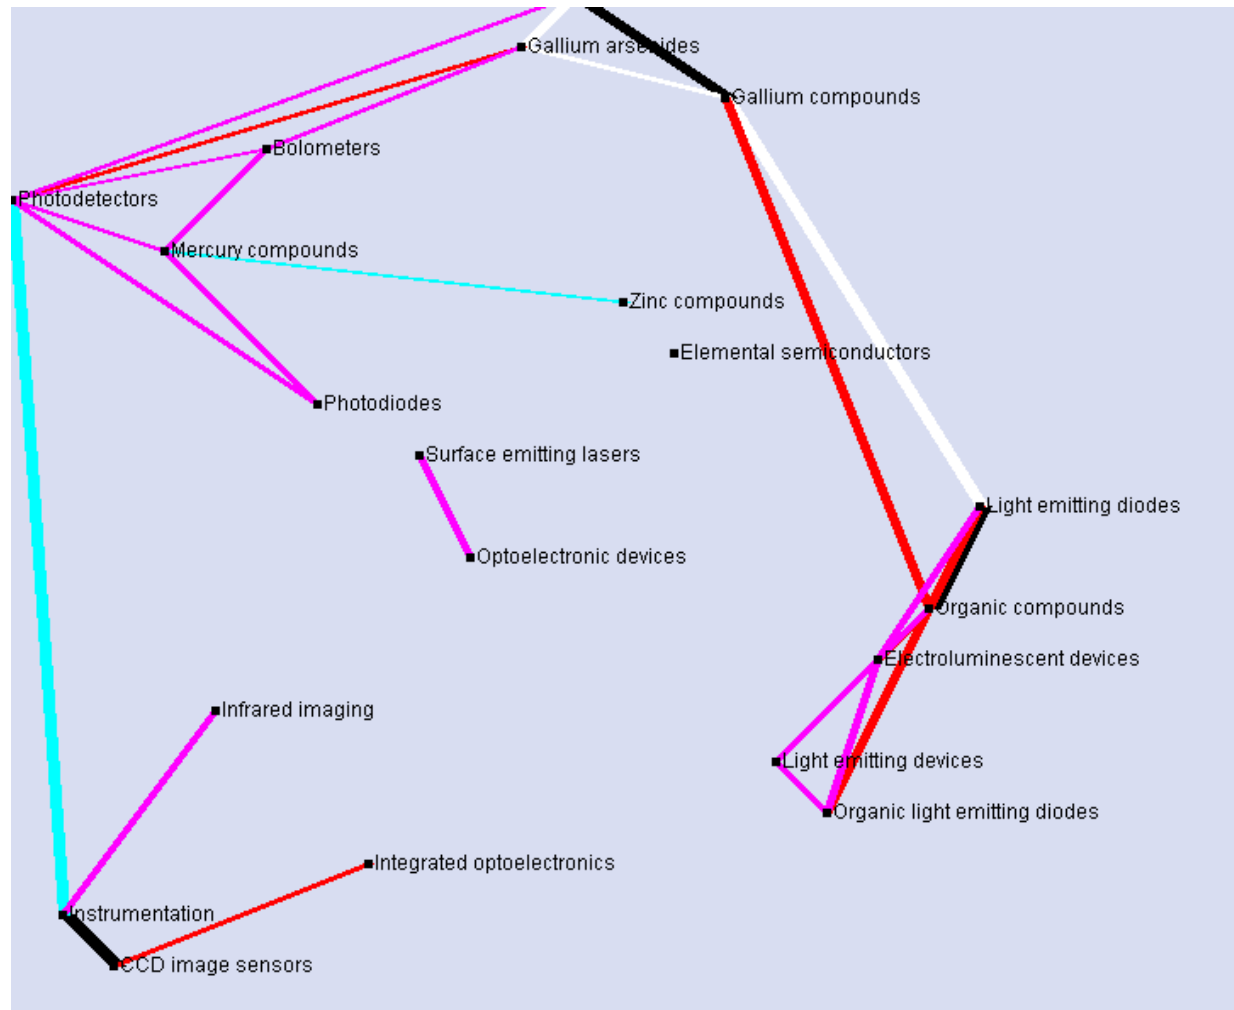 Gallium arsenides
Gallium compounds
Bolometers
Photodetectors
Mercury compounds
Zinc compounds
Elemental semiconductors
Photodiodes
Surface emitting lasers
Light emitting diodes
Optoelectronic devices
Organic compounds
Electroluminescent devices
Infrared imaging
Light emitting devices
Organic light emitting diodes
Integrated optoelectronics
Instrumentation
CCD image sensors